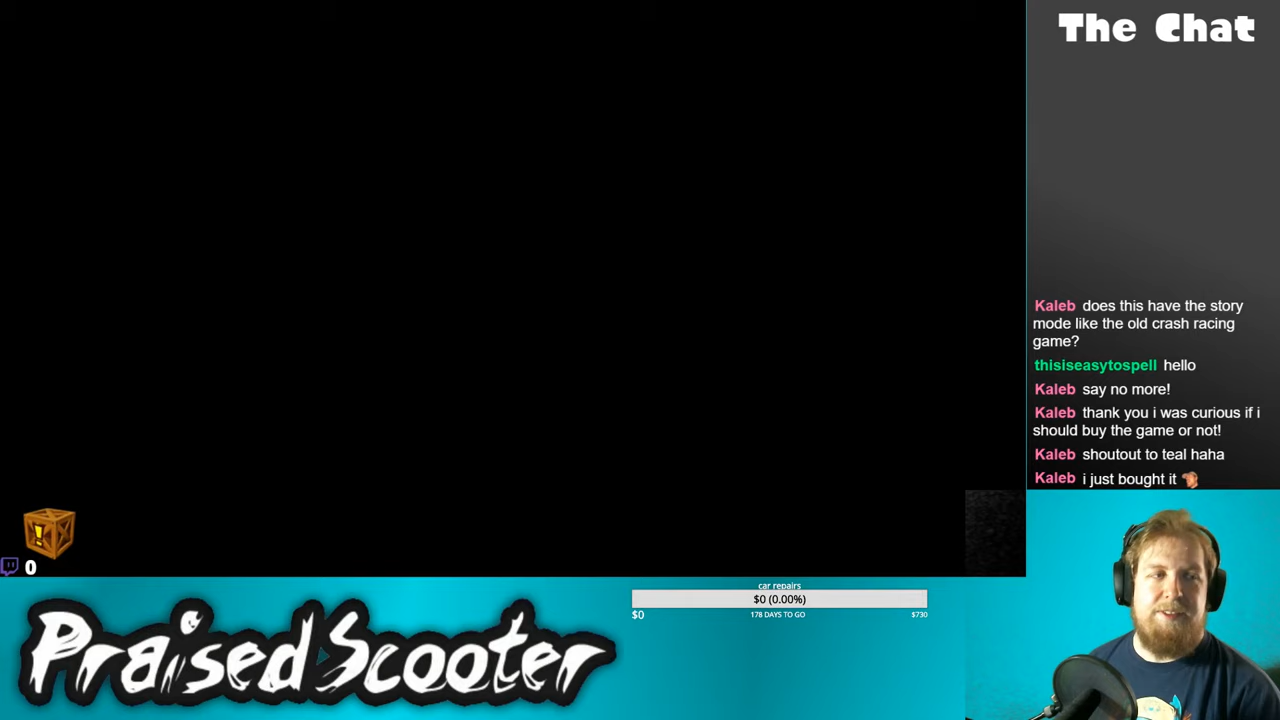 The Chat
Kaleb does this have the story
mode like the old crash racing
game?
thisiseasytospell hello
Kaleb say no more!
Kaleb thank you i was curious if i
should buy the game or not!
Kaleb shoutout to teal haha
Kaleb i just bought it
!
0
car repairs
$0 (0.00%)
$0 178 DAYS TO GO $730
PraisedScooter